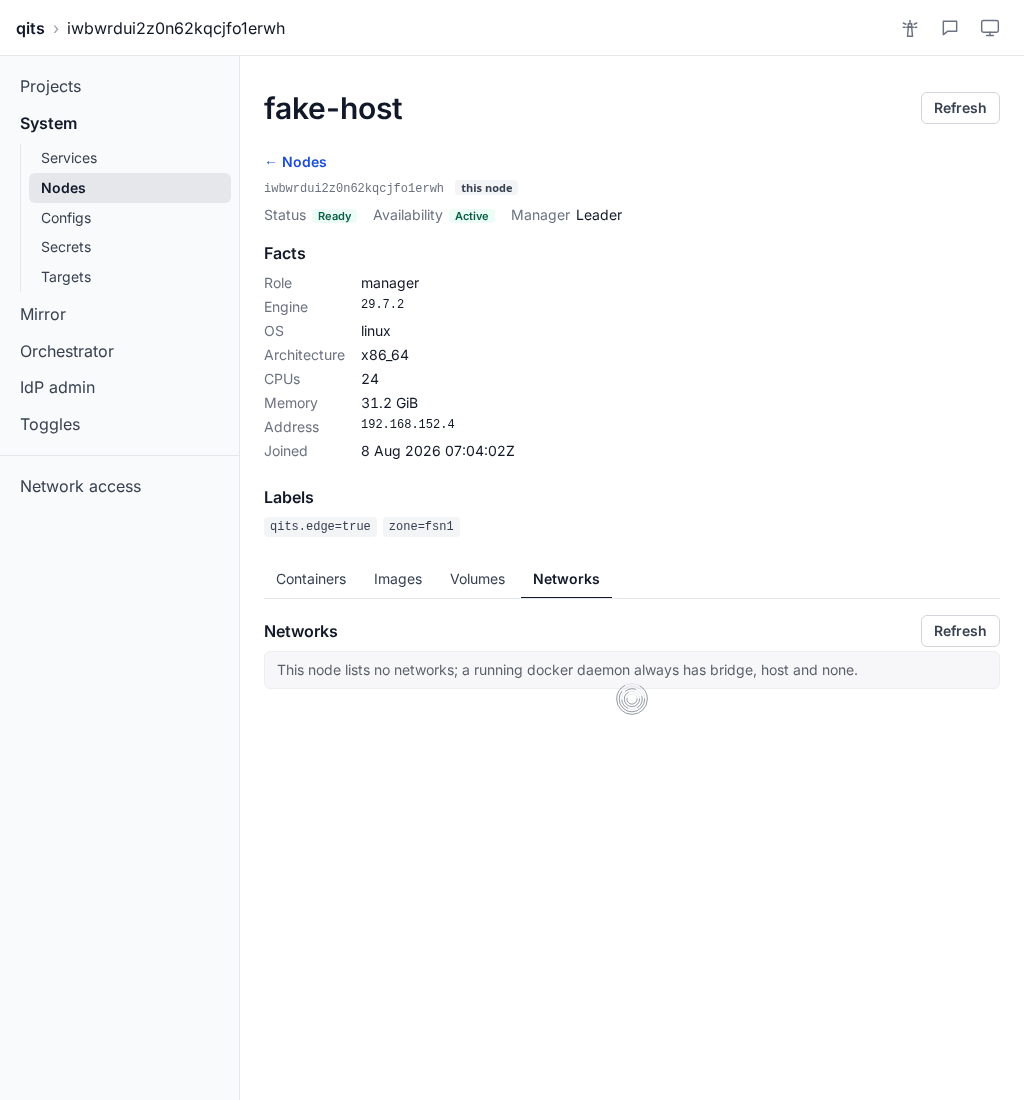 qits › iwbwrdui2z0n62kqcjfo1erwh
Projects
System
Services
Nodes
Configs
Secrets
Targets
Mirror
Orchestrator
IdP admin
Toggles
Network access
fake-host
Refresh
← Nodes
iwbwrdui2z0n62kqcjfo1erwh this node
Status Ready Availability Active Manager Leader
Facts
Role manager
Engine 29.7.2
OS linux
Architecture x86_64
CPUs 24
Memory 31.2 GiB
Address 192.168.152.4
Joined 8 Aug 2026 07:04:02Z
Labels
qits.edge=true zone=fsn1
Containers Images Volumes Networks
Networks
Refresh
This node lists no networks; a running docker daemon always has bridge, host and none.